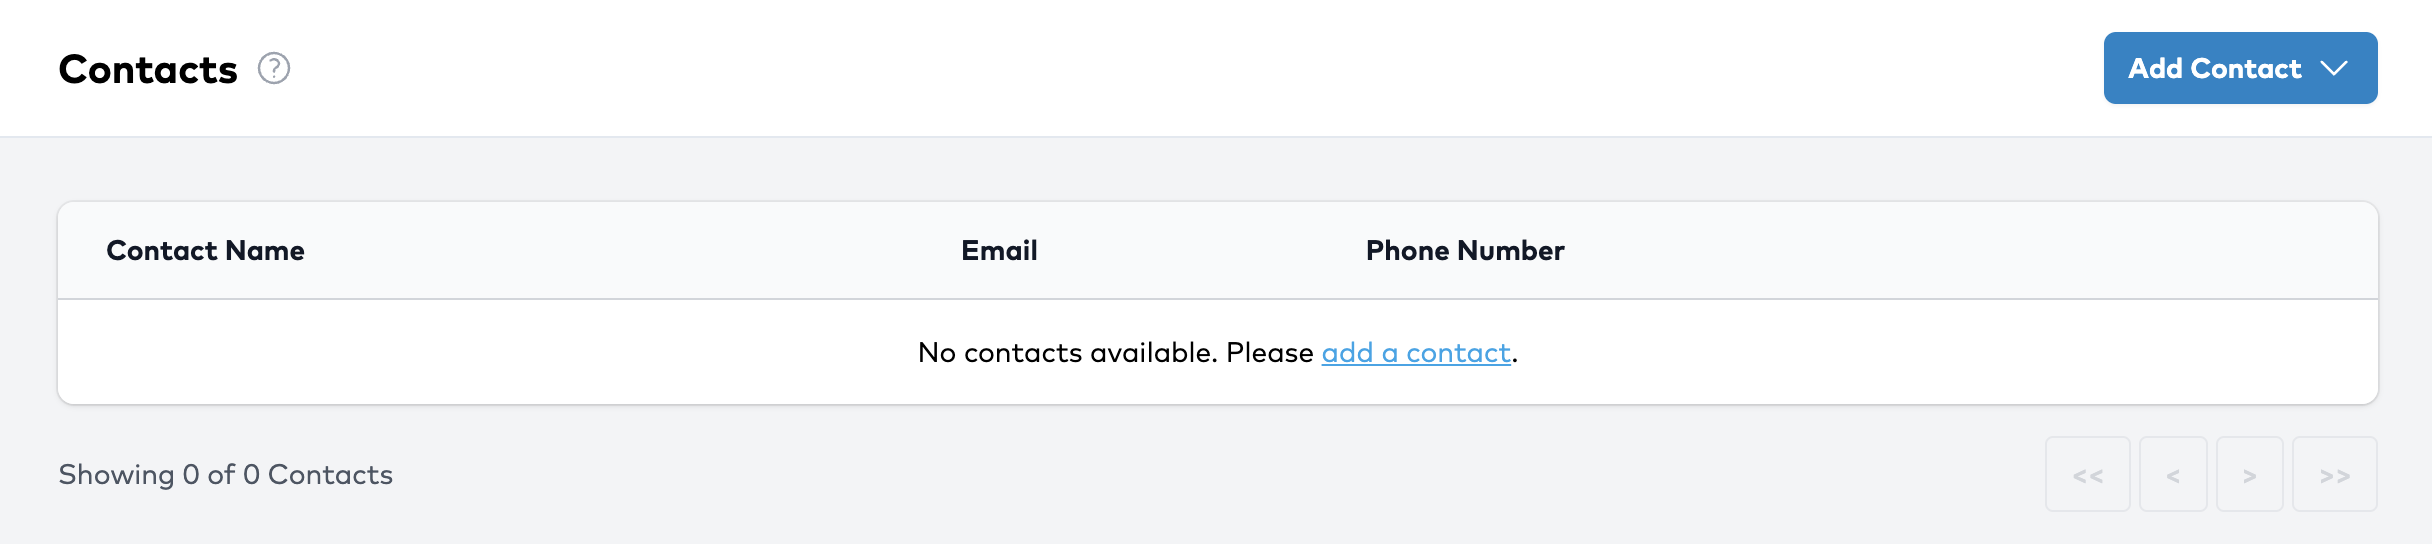 Contacts ?
Add Contact
Contact Name Email Phone Number
No contacts available. Please add a contact.
Showing 0 of 0 Contacts
<< < > >>